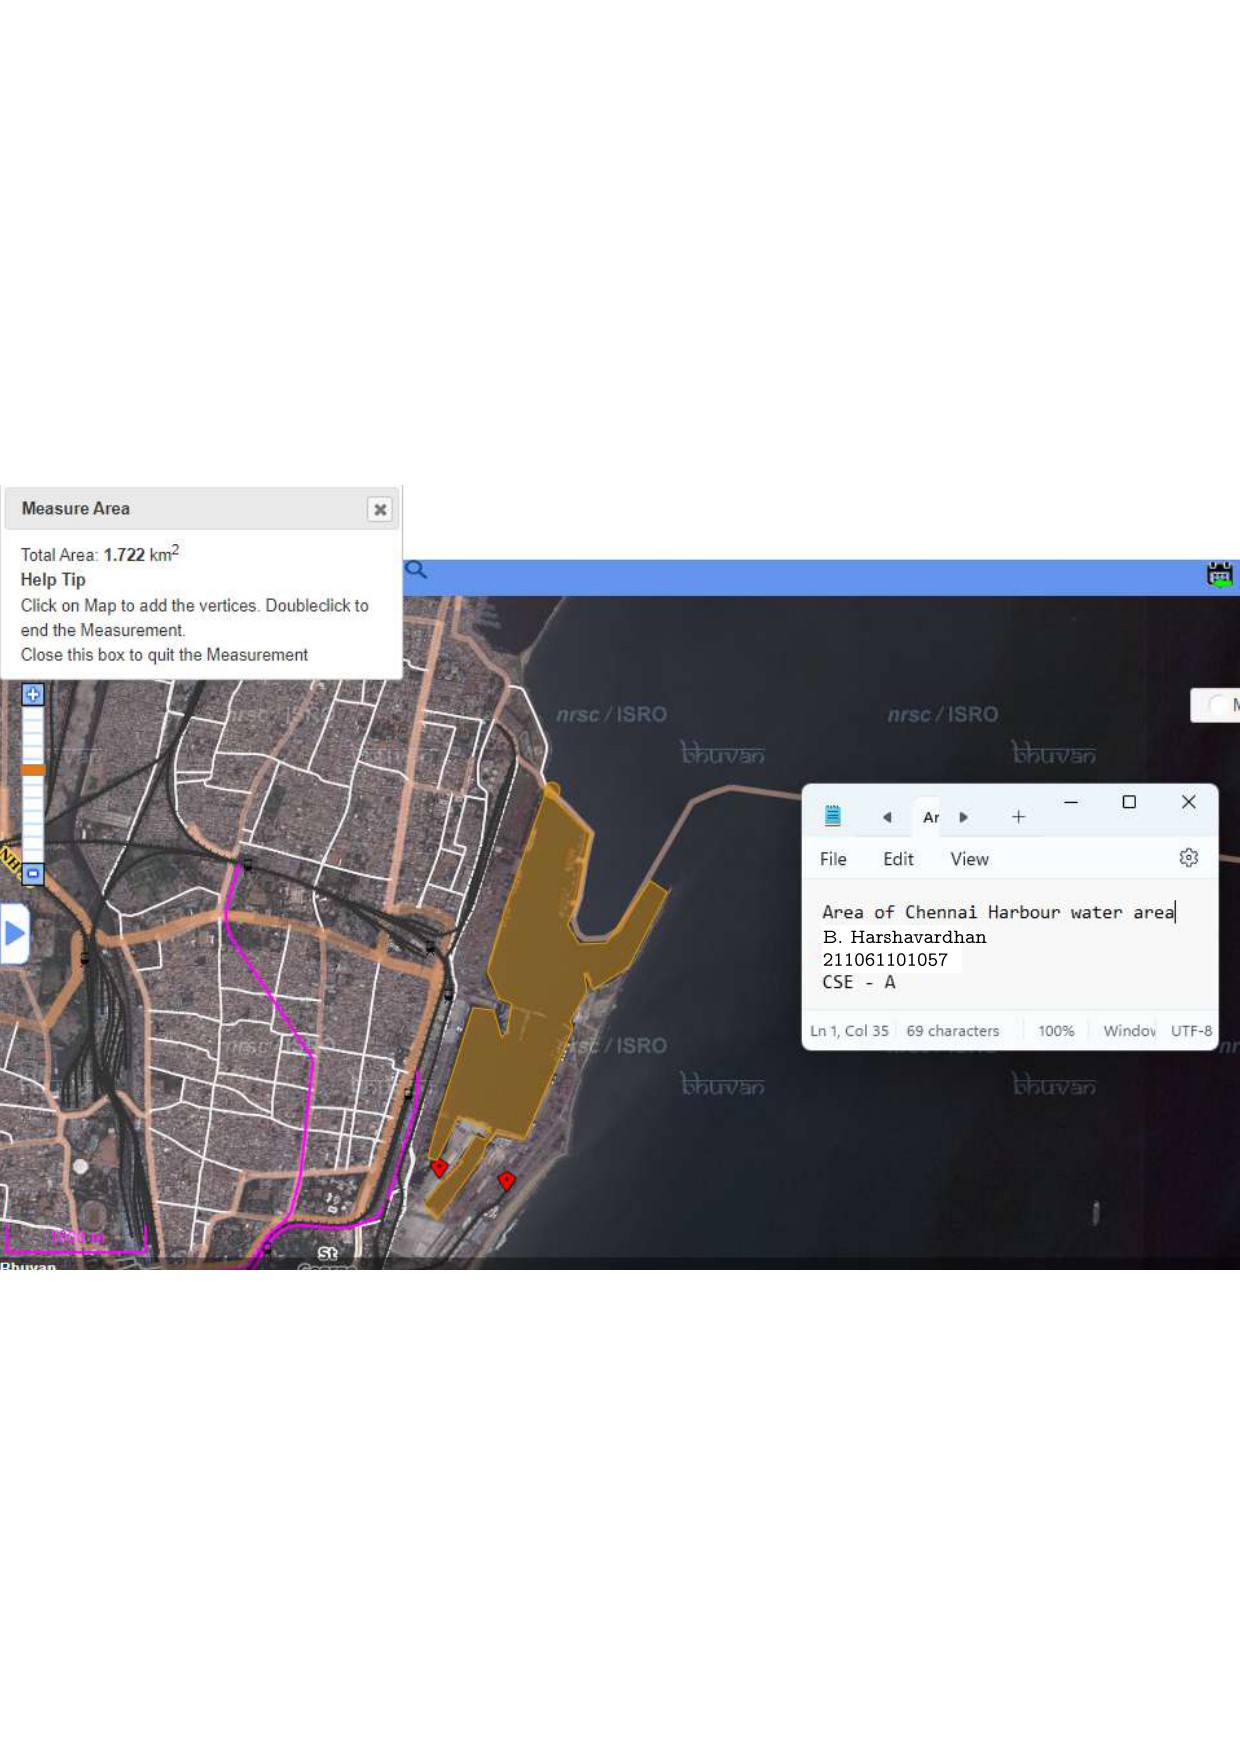 Measure Area
Total Area: 1.722 km2
Help Tip
Click on Map to add the vertices. Doubleclick to
end the Measurement.
Close this box to quit the Measurement
nrsc / ISRO
nrsc / ISRO
bhuvan
bhuvan
M
Ar
File Edit View
Area of Chennai Harbour water area
B. Harshavardhan
211061101057
CSE - A
Ln 1, Col 35 69 characters 100% Window UTF-8
NH
nrsc / ISRO
bhuvan
bhuvan
St
George
Bhuvan